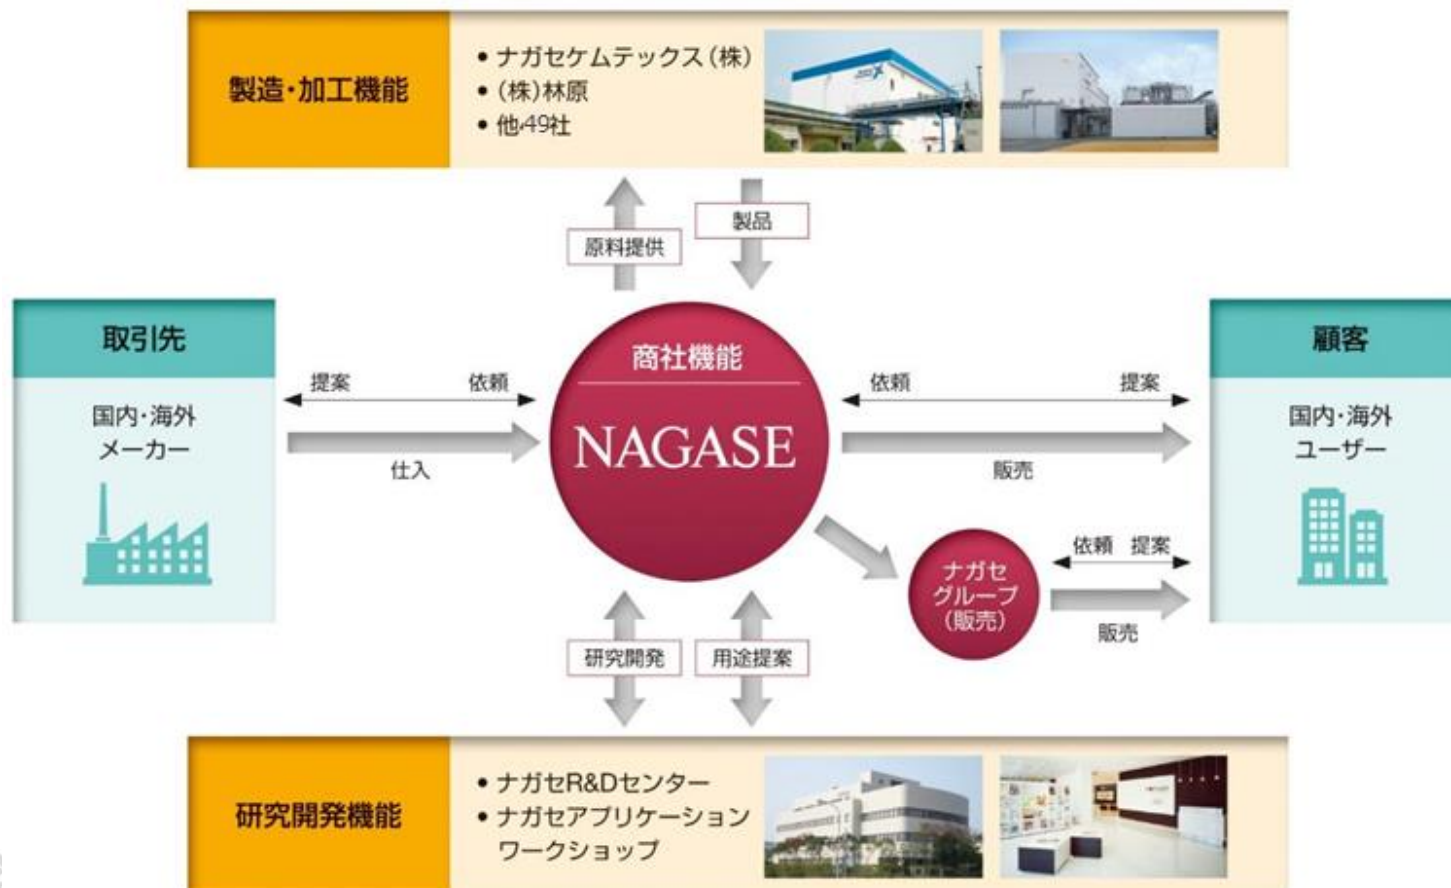 製造・加工機能
• ナガセケムテックス(株)
• (株)林原
• 他49社
原料提供
製品
取引先
国内・海外
メーカー
提案
依頼
仕入
商社機能
NAGASE
依頼
提案
販売
顧客
国内・海外
ユーザー
ナガセ
グループ
(販売)
依頼 提案
販売
研究開発
用途提案
研究開発機能
• ナガセR&Dセンター
• ナガセアプリケーション
ワークショップ